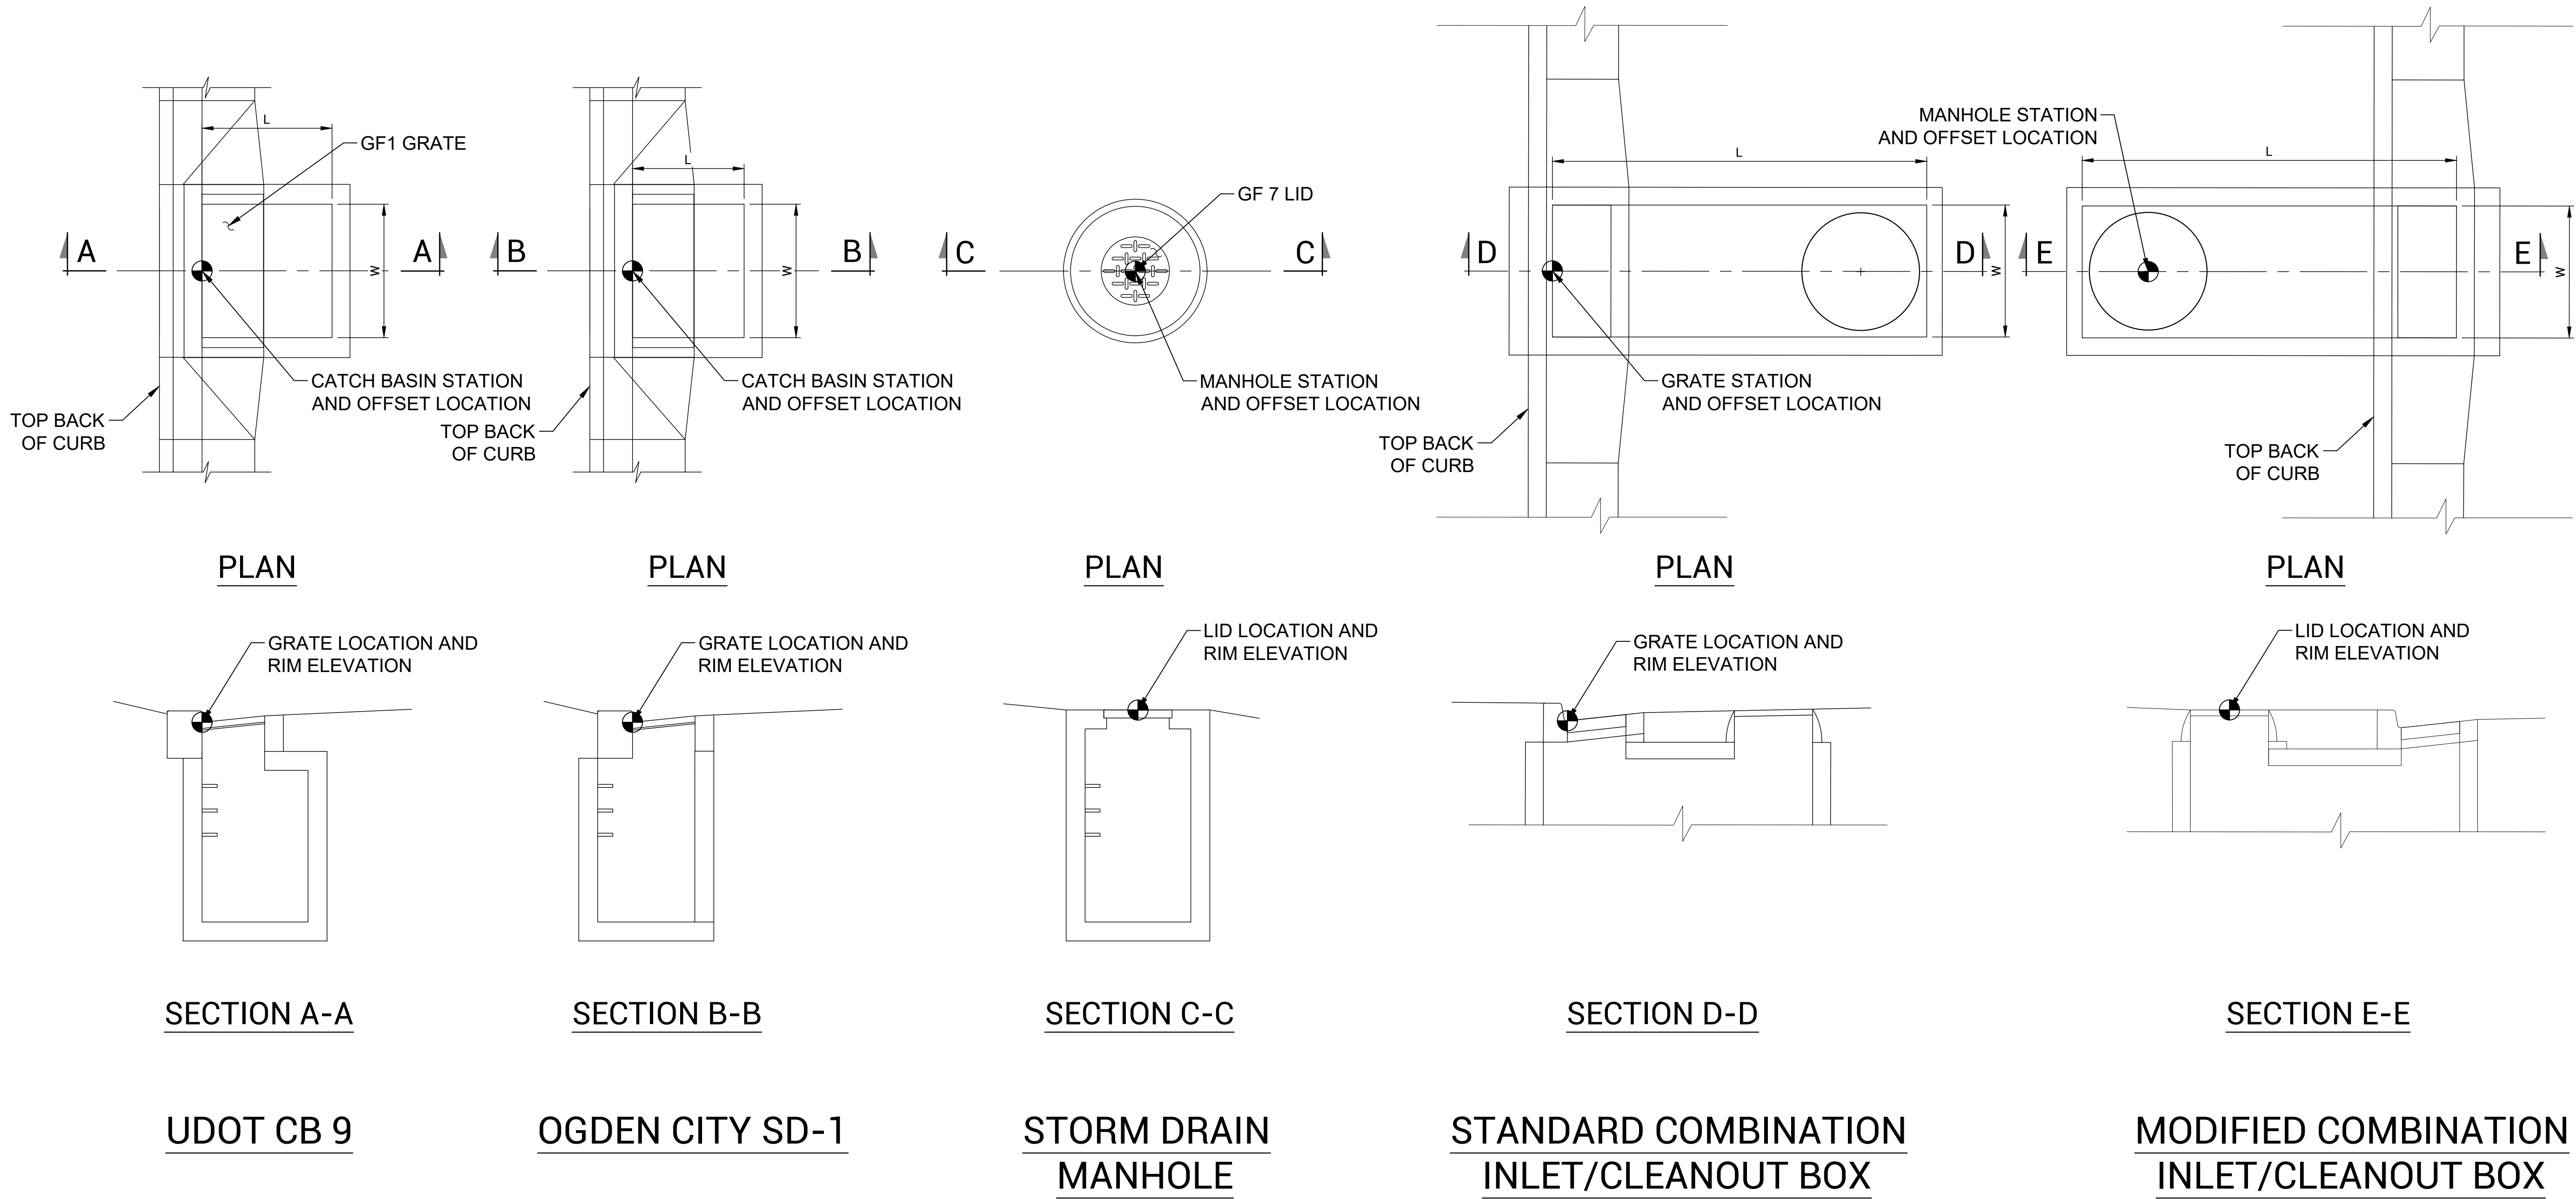 L
GF1 GRATE
A
A
W
CATCH BASIN STATION
AND OFFSET LOCATION
TOP BACK
OF CURB
PLAN
GRATE LOCATION AND
RIM ELEVATION
SECTION A-A
UDOT CB 9
L
B
B
W
CATCH BASIN STATION
AND OFFSET LOCATION
TOP BACK
OF CURB
PLAN
GRATE LOCATION AND
RIM ELEVATION
SECTION B-B
OGDEN CITY SD-1
GF 7 LID
C
C
MANHOLE STATION
AND OFFSET LOCATION
PLAN
LID LOCATION AND
RIM ELEVATION
SECTION C-C
STORM DRAIN
MANHOLE
L
D
D
W
GRATE STATION
AND OFFSET LOCATION
TOP BACK
OF CURB
PLAN
GRATE LOCATION AND
RIM ELEVATION
SECTION D-D
STANDARD COMBINATION
INLET/CLEANOUT BOX
MANHOLE STATION
AND OFFSET LOCATION
L
E
E
W
TOP BACK
OF CURB
PLAN
LID LOCATION AND
RIM ELEVATION
SECTION E-E
MODIFIED COMBINATION
INLET/CLEANOUT BOX